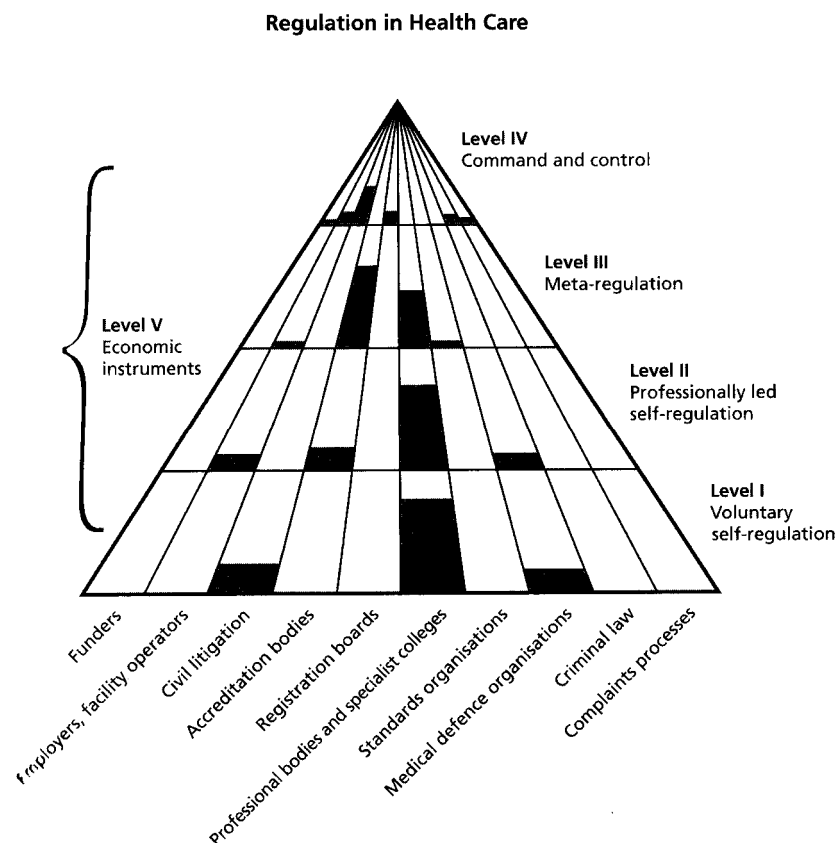 Regulation in Health Care
Level IV
Command and control
Level III
Meta-regulation
Level V
Economic
instruments
Level II
Professionally led
self-regulation
Level I
Voluntary
self-regulation
Funders
Employers, facility operators
Civil litigation
Accreditation bodies
Registration boards
Professional bodies and specialist colleges
Standards organisations
Medical defence organisations
Criminal law
Complaints processes